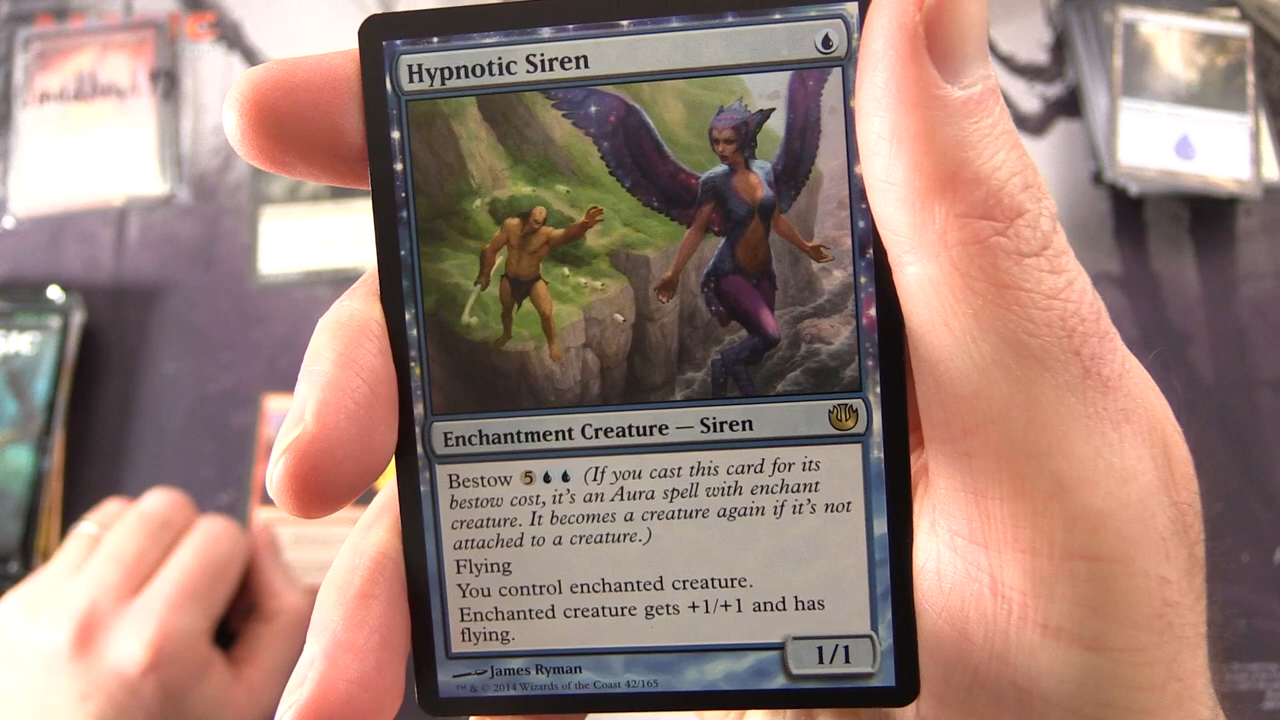 Hypnotic Siren
Enchantment Creature — Siren
Bestow 5 (If you cast this card for its
bestow cost, it's an Aura spell with enchant
creature. It becomes a creature again if it's not
attached to a creature.)
Flying
You control enchanted creature.
Enchanted creature gets +1/+1 and has
flying.
1/1
James Ryman
™ & © 2014 Wizards of the Coast 42/165